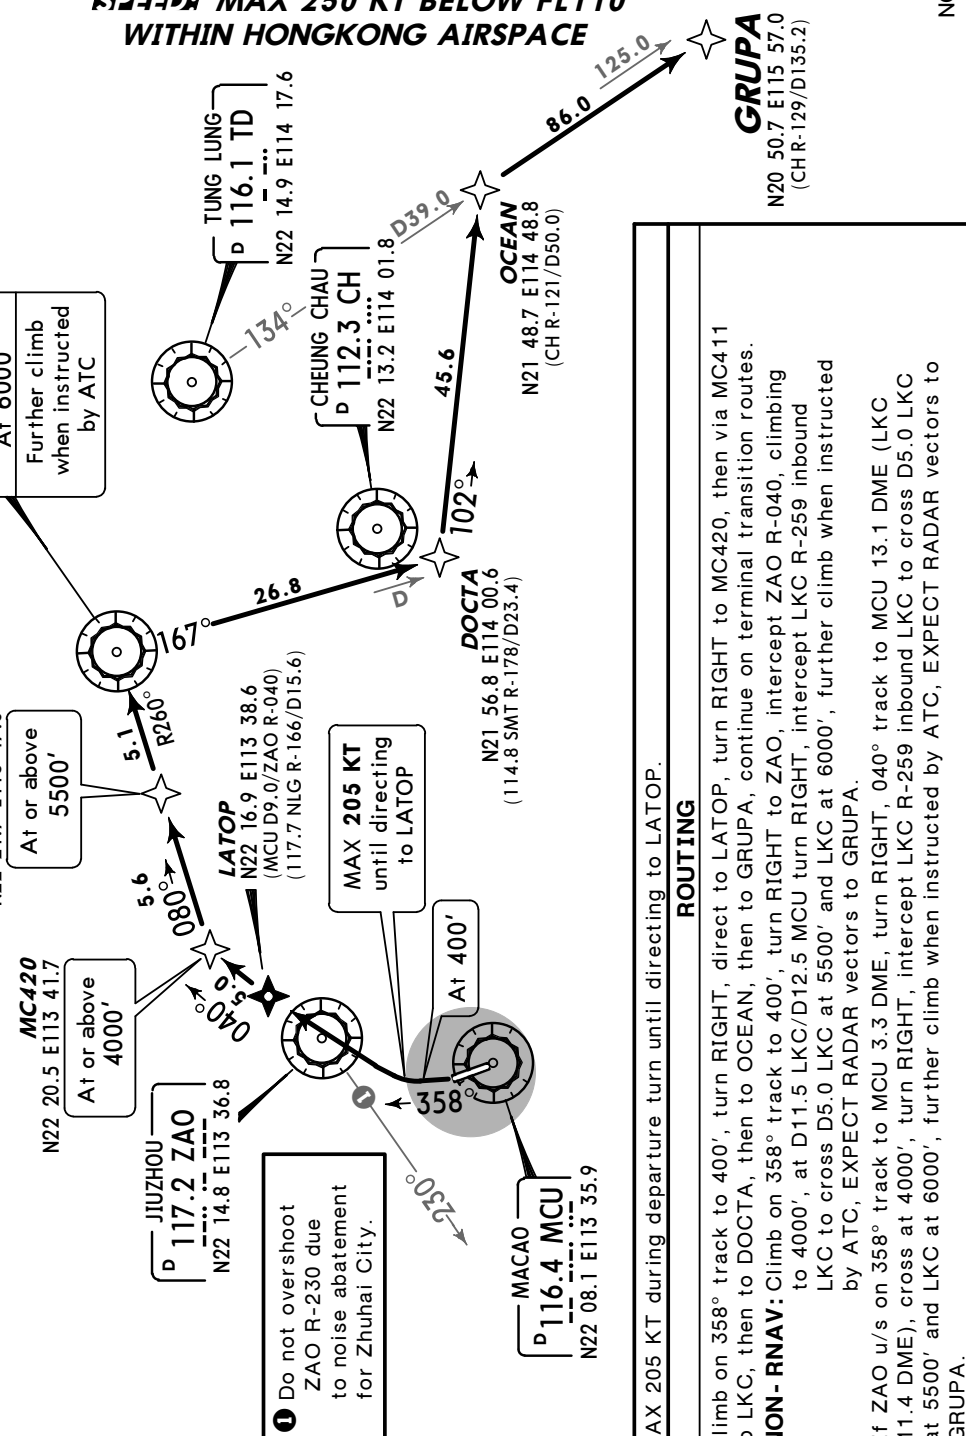 MAX 250 KT BELOW FL110
WITHIN HONGKONG AIRSPACE
GRUPA
N20 50.7 E115 57.0
(CH R-129/D135.2)
125.0
86.0
TUNG LUNG
D 116.1 TD
N22 14.9 E114 17.6
134°
D39.0
OCEAN
N21 48.7 E114 48.8
(CH R-121/D50.0)
CHEUNG CHAU
D 112.3 CH
N22 13.2 E114 01.8
45.6
102°
At 6000
Further climb
when instructed
by ATC
167°
26.8
D
DOCTA
N21 56.8 E114 00.6
(114.8 SMT R-178/D23.4)
At or above
5500'
5.1
R260°
5.6
080°
LATOP
N22 16.9 E113 38.6
(MCU D9.0/ZAO R-040)
(117.7 NLG R-166/D15.6)
MC420
N22 20.5 E113 41.7
At or above
4000'
5.0
040°
MAX 205 KT
until directing
to LATOP
At 400'
358°
JIUZHOU
D 117.2 ZAO
N22 14.8 E113 36.8
230°
MACAO
D 116.4 MCU
N22 08.1 E113 35.9
1 Do not overshoot
ZAO R-230 due
to noise abatement
for Zhuhai City.
AX 205 KT during departure turn until directing to LATOP.
ROUTING
limb on 358° track to 400', turn RIGHT, direct to LATOP, turn RIGHT to MC420, then via MC411
o LKC, then to DOCTA, then to OCEAN, then to GRUPA, continue on terminal transition routes.
NON-RNAV: Climb on 358° track to 400', turn RIGHT to ZAO, intercept ZAO R-040, climbing
to 4000', at D11.5 LKC/D12.5 MCU turn RIGHT, intercept LKC R-259 inbound
LKC to cross D5.0 LKC at 5500' and LKC at 6000', further climb when instructed
by ATC, EXPECT RADAR vectors to GRUPA.
If ZAO u/s on 358° track to MCU 3.3 DME, turn RIGHT, 040° track to MCU 13.1 DME (LKC
11.4 DME), cross at 4000', turn RIGHT, intercept LKC R-259 inbound LKC to cross D5.0 LKC
at 5500' and LKC at 6000', further climb when instructed by ATC, EXPECT RADAR vectors to
GRUPA.